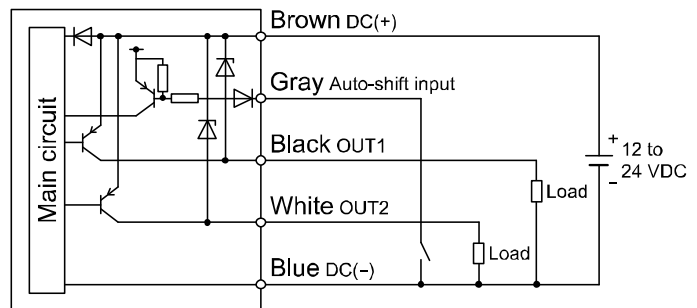 Main circuit
Brown DC(+)
Gray Auto-shift input
Black OUT1
White OUT2
Blue DC(−)
Load
Load
+
12 to
24 VDC
−